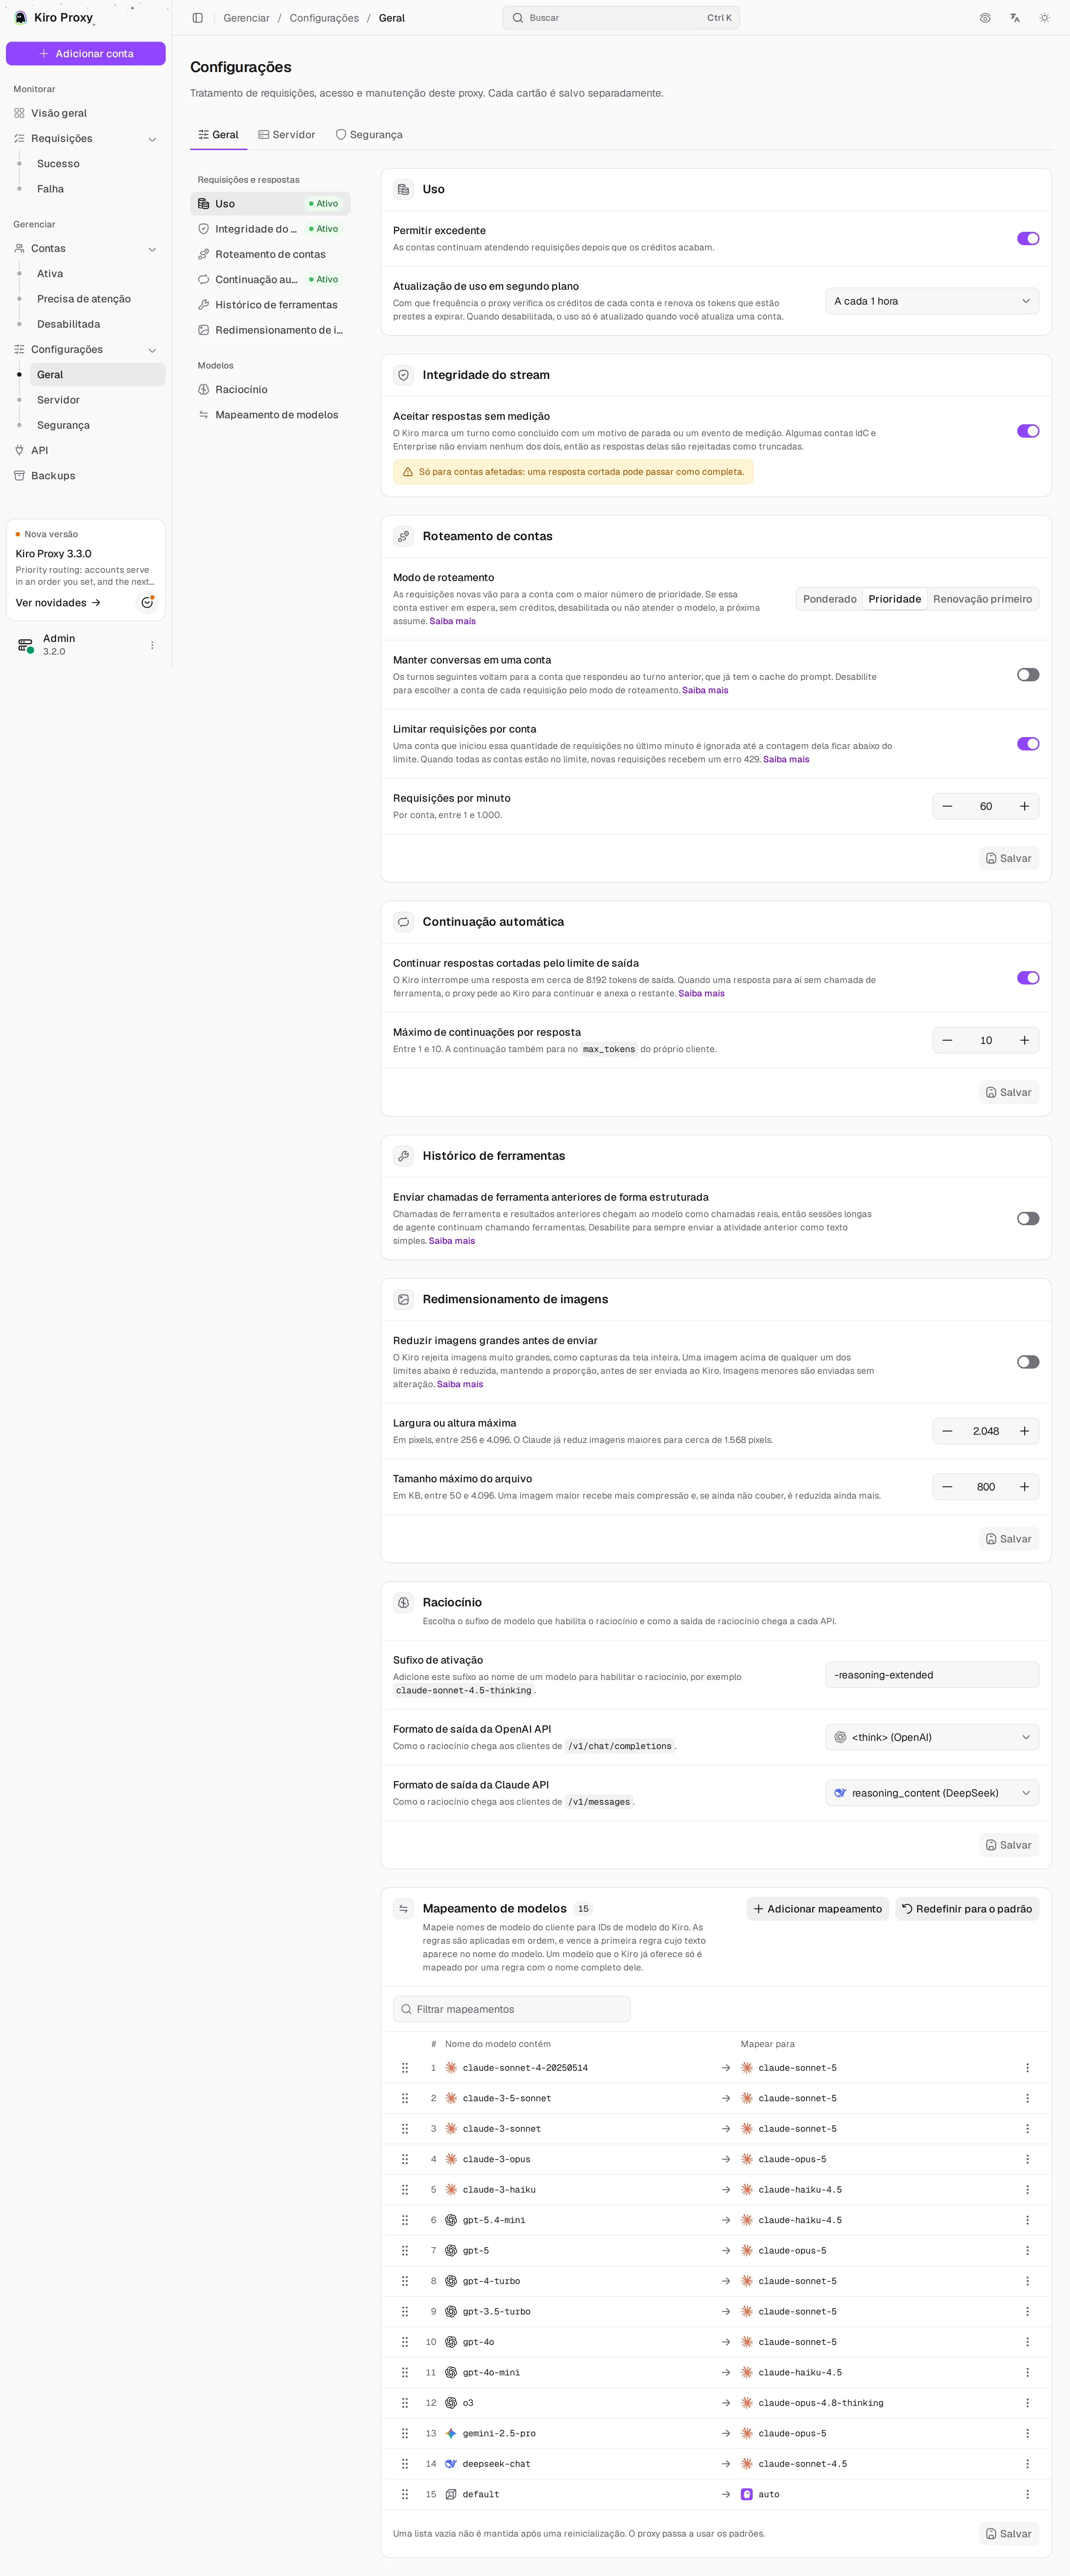 Kiro Proxy
Adicionar conta
Monitorar
Visão geral
Requisições
Sucesso
Falha
Gerenciar
Contas
Ativa
Precisa de atenção
Desabilitada
Configurações
Geral
Servidor
Segurança
API
Backups
Nova versão
Kiro Proxy 3.3.0
Priority routing: accounts serve
in an order you set, and the next...
Ver novidades →
Admin
3.2.0
Gerenciar / Configurações / Geral
Buscar Ctrl K
Configurações
Tratamento de requisições, acesso e manutenção deste proxy. Cada cartão é salvo separadamente.
Geral Servidor Segurança
Requisições e respostas
Uso Ativo
Integridade do ... Ativo
Roteamento de contas
Continuação au... Ativo
Histórico de ferramentas
Redimensionamento de i...
Modelos
Raciocínio
Mapeamento de modelos
Uso
Permitir excedente
As contas continuam atendendo requisições depois que os créditos acabam.
Atualização de uso em segundo plano
Com que frequência o proxy verifica os créditos de cada conta e renova os tokens que estão
prestes a expirar. Quando desabilitada, o uso só é atualizado quando você atualiza uma conta.
A cada 1 hora
Integridade do stream
Aceitar respostas sem medição
O Kiro marca um turno como concluído com um motivo de parada ou um evento de medição. Algumas contas IdC e
Enterprise não enviam nenhum dos dois, então as respostas delas são rejeitadas como truncadas.
Só para contas afetadas: uma resposta cortada pode passar como completa.
Roteamento de contas
Modo de roteamento
As requisições novas vão para a conta com o maior número de prioridade. Se essa
conta estiver em espera, sem créditos, desabilitada ou não atender o modelo, a próxima
assume. Saiba mais
Ponderado Prioridade Renovação primeiro
Manter conversas em uma conta
Os turnos seguintes voltam para a conta que respondeu ao turno anterior, que já tem o cache do prompt. Desabilite
para escolher a conta de cada requisição pelo modo de roteamento. Saiba mais
Limitar requisições por conta
Uma conta que iniciou essa quantidade de requisições no último minuto é ignorada até a contagem dela ficar abaixo do
limite. Quando todas as contas estão no limite, novas requisições recebem um erro 429. Saiba mais
Requisições por minuto
Por conta, entre 1 e 1.000.
60
Salvar
Continuação automática
Continuar respostas cortadas pelo limite de saída
O Kiro interrompe uma resposta em cerca de 8192 tokens de saída. Quando uma resposta para aí sem chamada de
ferramenta, o proxy pede ao Kiro para continuar e anexa o restante. Saiba mais
Máximo de continuações por resposta
Entre 1 e 10. A continuação também para no max_tokens do próprio cliente.
10
Salvar
Histórico de ferramentas
Enviar chamadas de ferramenta anteriores de forma estruturada
Chamadas de ferramenta e resultados anteriores chegam ao modelo como chamadas reais, então sessões longas
de agente continuam chamando ferramentas. Desabilite para sempre enviar a atividade anterior como texto
simples. Saiba mais
Redimensionamento de imagens
Reduzir imagens grandes antes de enviar
O Kiro rejeita imagens muito grandes, como capturas da tela inteira. Uma imagem acima de qualquer um dos
limites abaixo é reduzida, mantendo a proporção, antes de ser enviada ao Kiro. Imagens menores são enviadas sem
alteração. Saiba mais
Largura ou altura máxima
Em pixels, entre 256 e 4.096. O Claude já reduz imagens maiores para cerca de 1.568 pixels.
2.048
Tamanho máximo do arquivo
Em KB, entre 50 e 4.096. Uma imagem maior recebe mais compressão e, se ainda não couber, é reduzida ainda mais.
800
Salvar
Raciocínio
Escolha o sufixo de modelo que habilita o raciocínio e como a saída de raciocínio chega a cada API.
Sufixo de ativação
Adicione este sufixo ao nome de um modelo para habilitar o raciocínio, por exemplo
claude-sonnet-4.5-thinking.
-reasoning-extended
Formato de saída da OpenAI API
Como o raciocínio chega aos clientes de /v1/chat/completions.
<think> (OpenAI)
Formato de saída da Claude API
Como o raciocínio chega aos clientes de /v1/messages.
reasoning_content (DeepSeek)
Salvar
Mapeamento de modelos 15
Mapeie nomes de modelo do cliente para IDs de modelo do Kiro. As
regras são aplicadas em ordem, e vence a primeira regra cujo texto
aparece no nome do modelo. Um modelo que o Kiro já oferece só é
mapeado por uma regra com o nome completo dele.
Adicionar mapeamento
Redefinir para o padrão
Filtrar mapeamentos
# Nome do modelo contém Mapear para
1 claude-sonnet-4-20250514 → claude-sonnet-5
2 claude-3-5-sonnet → claude-sonnet-5
3 claude-3-sonnet → claude-sonnet-5
4 claude-3-opus → claude-opus-5
5 claude-3-haiku → claude-haiku-4.5
6 gpt-5.4-mini → claude-haiku-4.5
7 gpt-5 → claude-opus-5
8 gpt-4-turbo → claude-sonnet-5
9 gpt-3.5-turbo → claude-sonnet-5
10 gpt-4o → claude-sonnet-5
11 gpt-4o-mini → claude-haiku-4.5
12 o3 → claude-opus-4.8-thinking
13 gemini-2.5-pro → claude-opus-5
14 deepseek-chat → claude-sonnet-4.5
15 default → auto
Uma lista vazia não é mantida após uma reinicialização. O proxy passa a usar os padrões.
Salvar